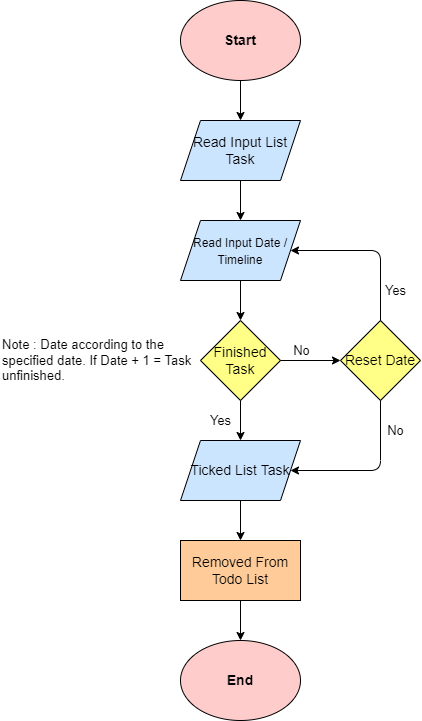 Start
Read Input List
Task
Read Input Date /
Timeline
Yes
Note : Date according to the
specified date. If Date + 1 = Task
unfinished.
Finished
Task
No
Reset Date
Yes
No
Ticked List Task
Removed From
Todo List
End